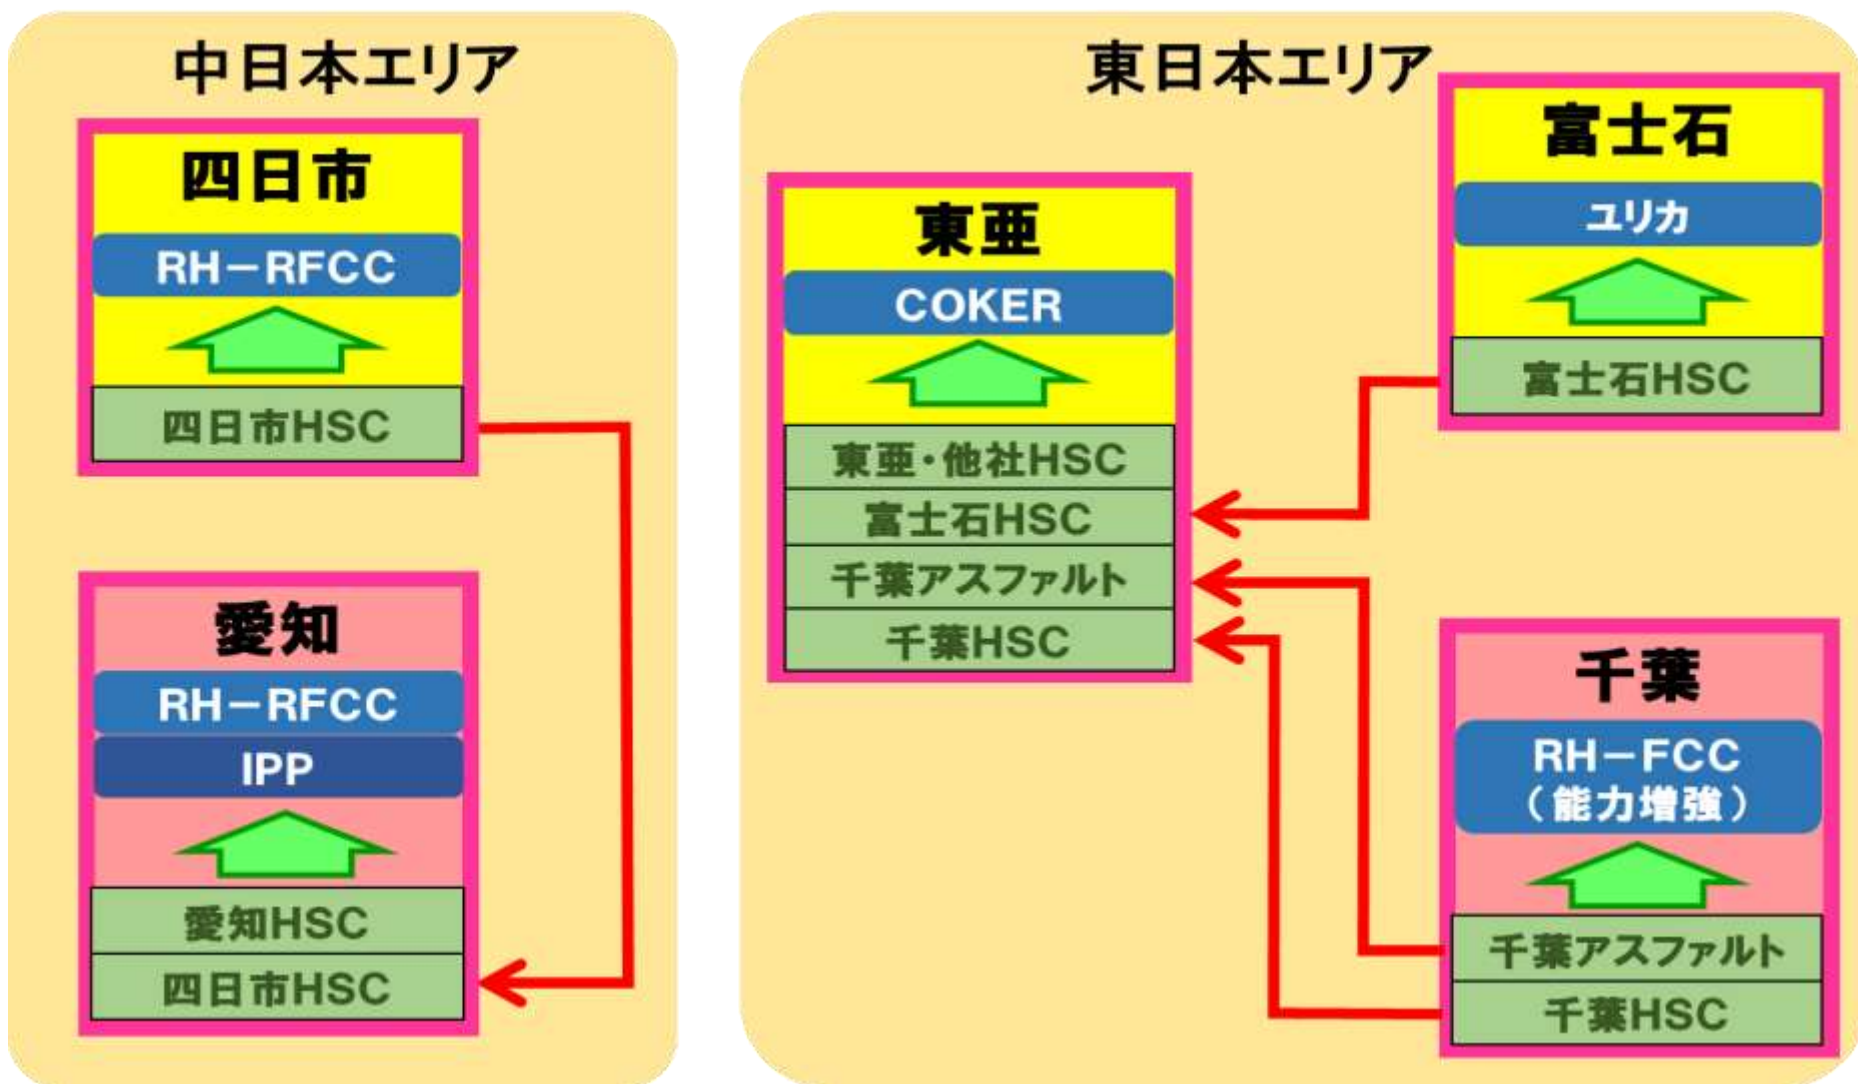 中日本エリア
四日市
RH－RFCC
四日市HSC
愛知
RH－RFCC
IPP
愛知HSC
四日市HSC
東日本エリア
東亜
COKER
東亜・他社HSC
富士石HSC
千葉アスファルト
千葉HSC
富士石
ユリカ
富士石HSC
千葉
RH－FCC
（能力増強）
千葉アスファルト
千葉HSC